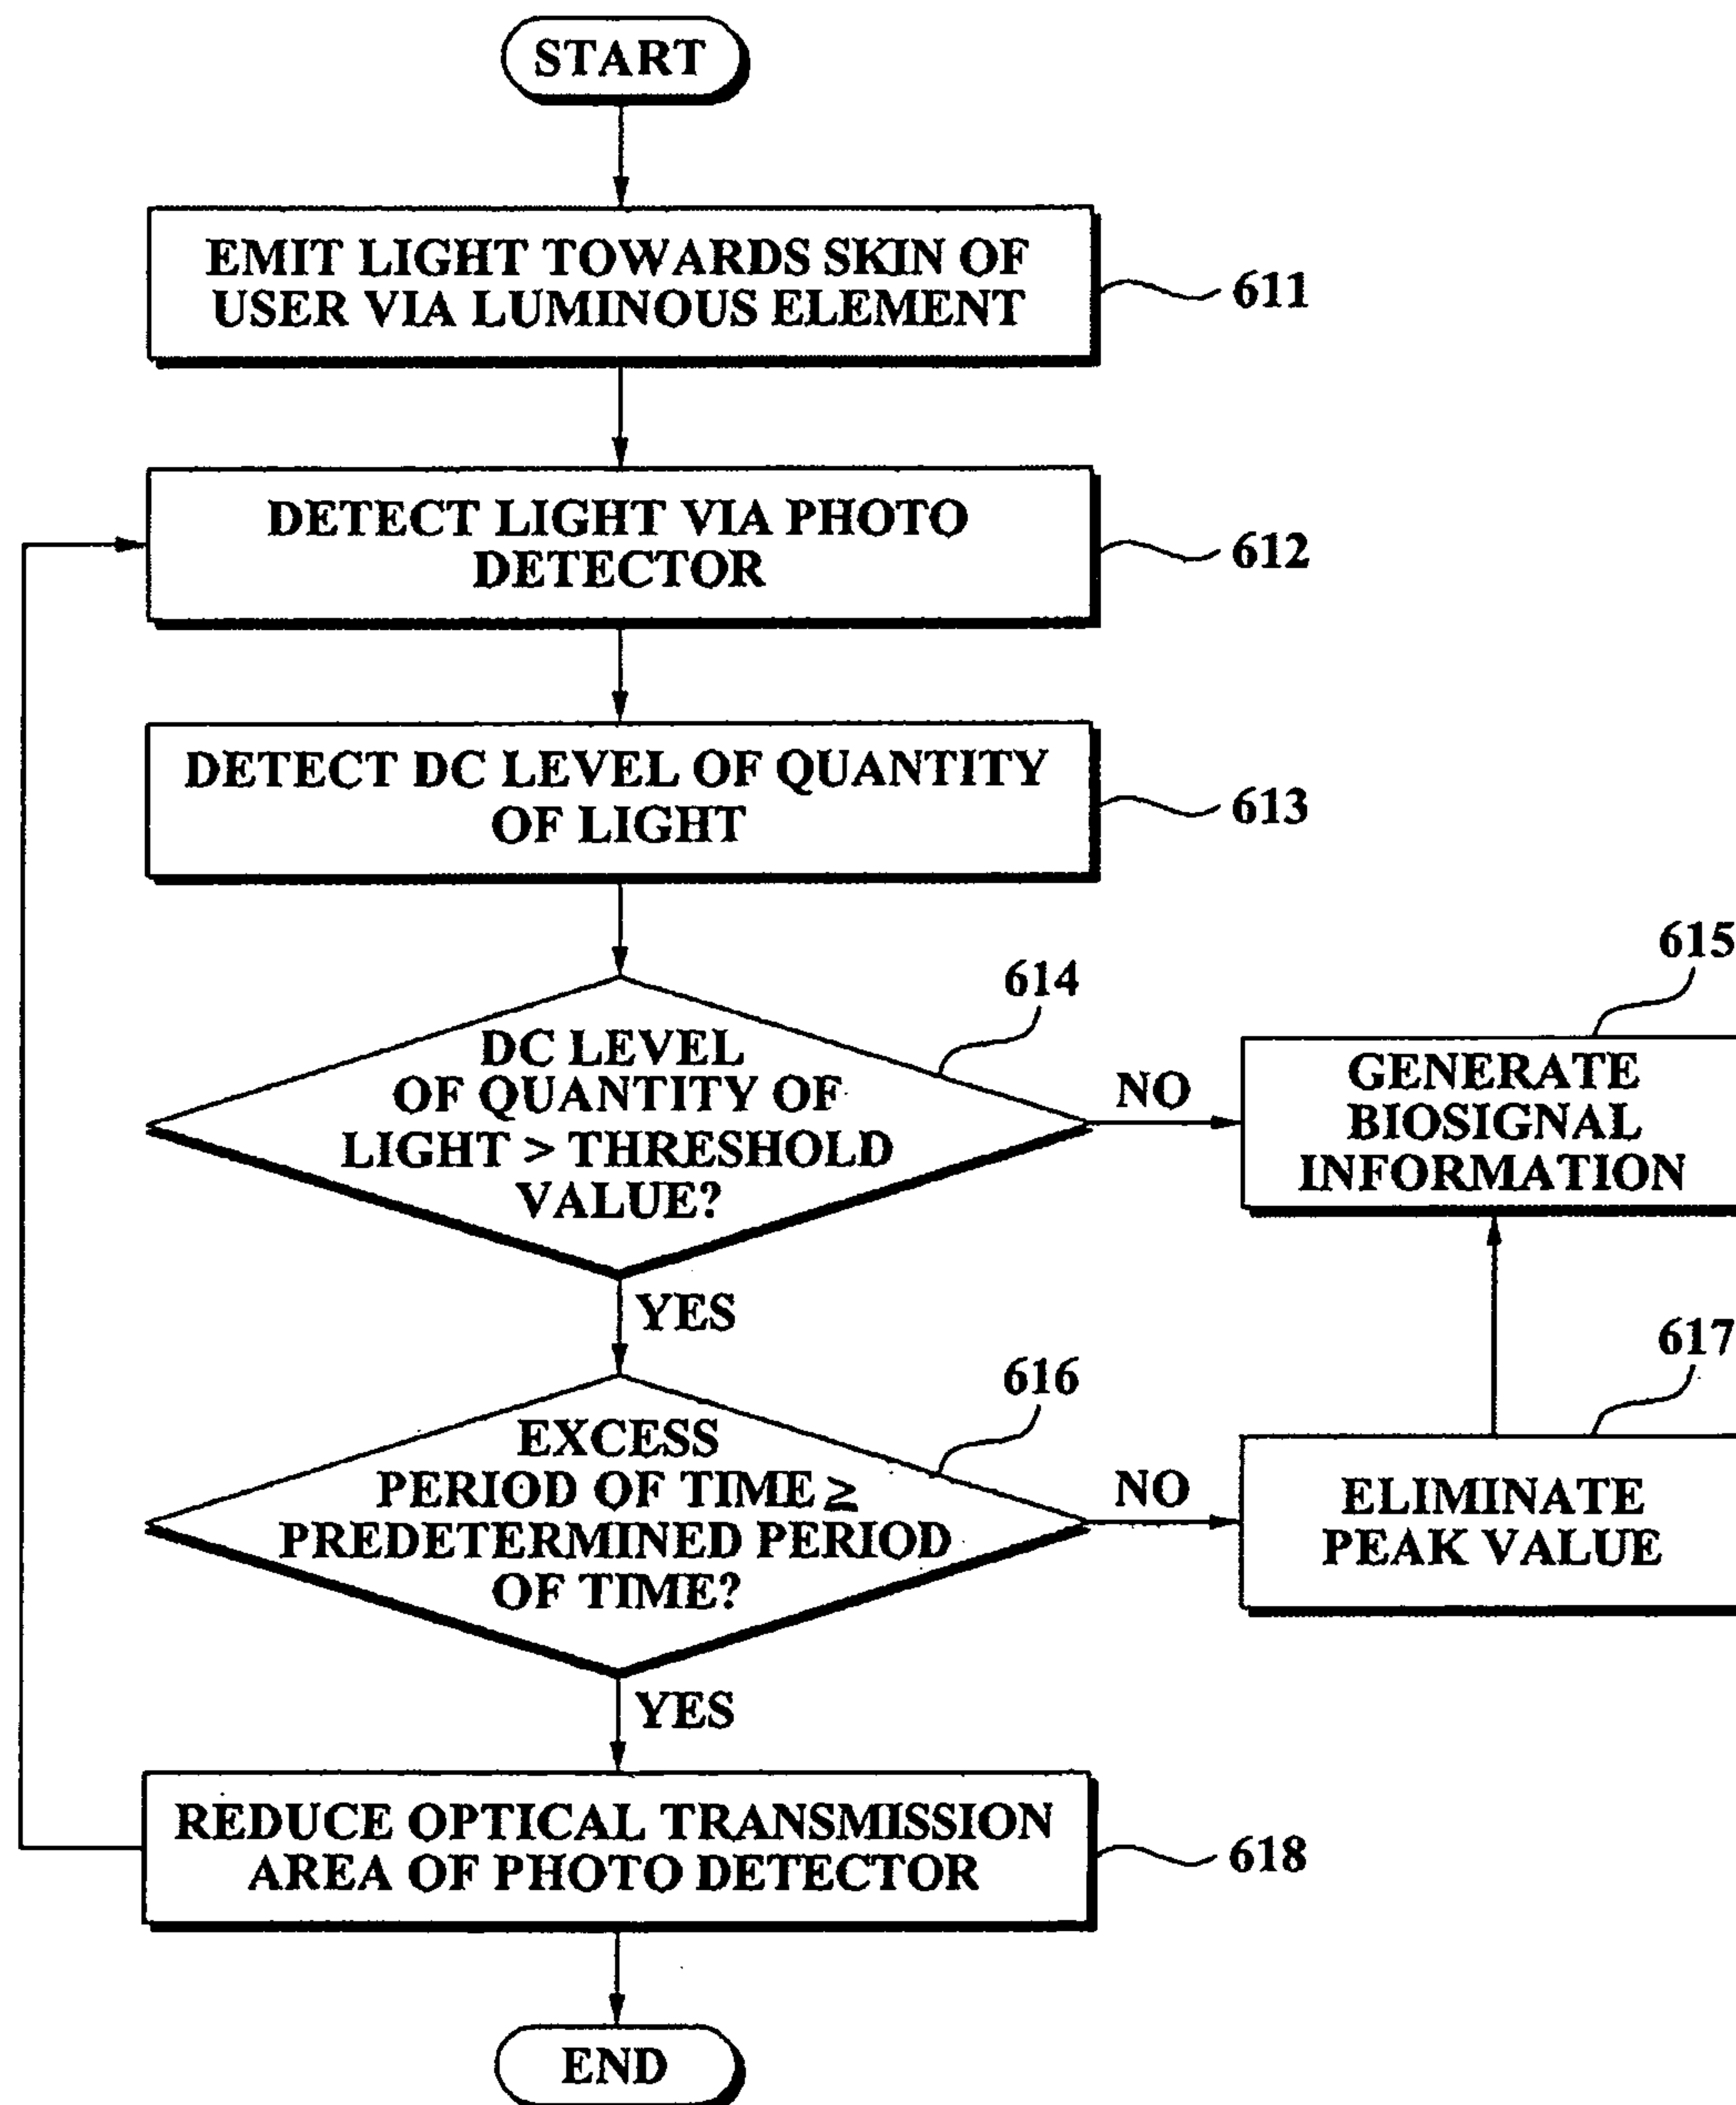 START
EMIT LIGHT TOWARDS SKIN OF
USER VIA LUMINOUS ELEMENT
611
DETECT LIGHT VIA PHOTO
DETECTOR
612
DETECT DC LEVEL OF QUANTITY
OF LIGHT
613
614
DC LEVEL
OF QUANTITY OF
LIGHT > THRESHOLD
VALUE?
NO
615
GENERATE
BIOSIGNAL
INFORMATION
YES
616
EXCESS
PERIOD OF TIME ≥
PREDETERMINED PERIOD
OF TIME?
NO
617
ELIMINATE
PEAK VALUE
YES
REDUCE OPTICAL TRANSMISSION
AREA OF PHOTO DETECTOR
618
END